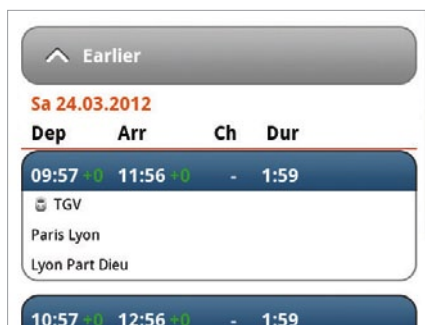 Earlier
Sa 24.03.2012
Dep Arr Ch Dur
09:57 +0 11:56 +0 - 1:59
TGV
Paris Lyon
Lyon Part Dieu
10:57 +0 12:56 +0 - 1:59